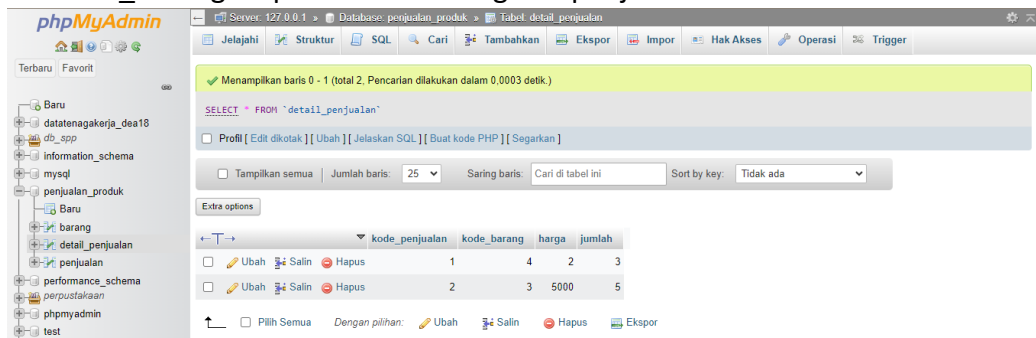 phpMyAdmin
Terbaru Favorit
Baru
datatenagakerja_dea18
db_spp
information_schema
mysql
penjualan_produk
Baru
barang
detail_penjualan
penjualan
performance_schema
perpustakaan
phpmyadmin
test
Server: 127.0.0.1 » Database: penjualan_produk » Tabel: detail_penjualan
Jelajahi Struktur SQL Cari Tambahkan Ekspor Impor Hak Akses Operasi Trigger
Menampilkan baris 0 - 1 (total 2, Pencarian dilakukan dalam 0,0003 detik.)
SELECT * FROM `detail_penjualan`
Profil [ Edit dikotak ] [ Ubah ] [ Jelaskan SQL ] [ Buat kode PHP ] [ Segarkan ]
Tampilkan semua | Jumlah baris: 25 Saring baris: Cari di tabel ini Sort by key: Tidak ada
Extra options
←T→ kode_penjualan kode_barang harga jumlah
Ubah Salin Hapus 1 4 2 3
Ubah Salin Hapus 2 3 5000 5
Pilih Semua Dengan pilihan: Ubah Salin Hapus Ekspor